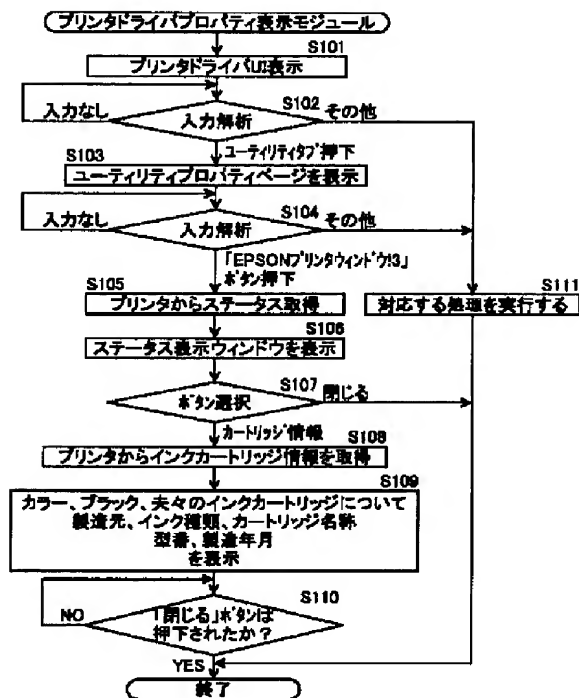 プリンタドライバプロパティ表示モジュール
S101
プリンタドライバUI表示
S102
入力なし
入力解析
その他
ユーティリティタブ押下
S103
ユーティリティプロパティページを表示
S104
入力なし
入力解析
その他
「EPSONプリンタウィンドウ!3」
ボタン押下
S105
プリンタからステータス取得
S111
対応する処理を実行する
S106
ステータス表示ウィンドウを表示
S107
ボタン選択
閉じる
カートリッジ情報
S108
プリンタからインクカートリッジ情報を取得
S109
カラー、ブラック、夫々のインクカートリッジについて
製造元、インク種類、カートリッジ名称
型番、製造年月
を表示
S110
NO
「閉じる」ボタンは
押下されたか?
YES
終了